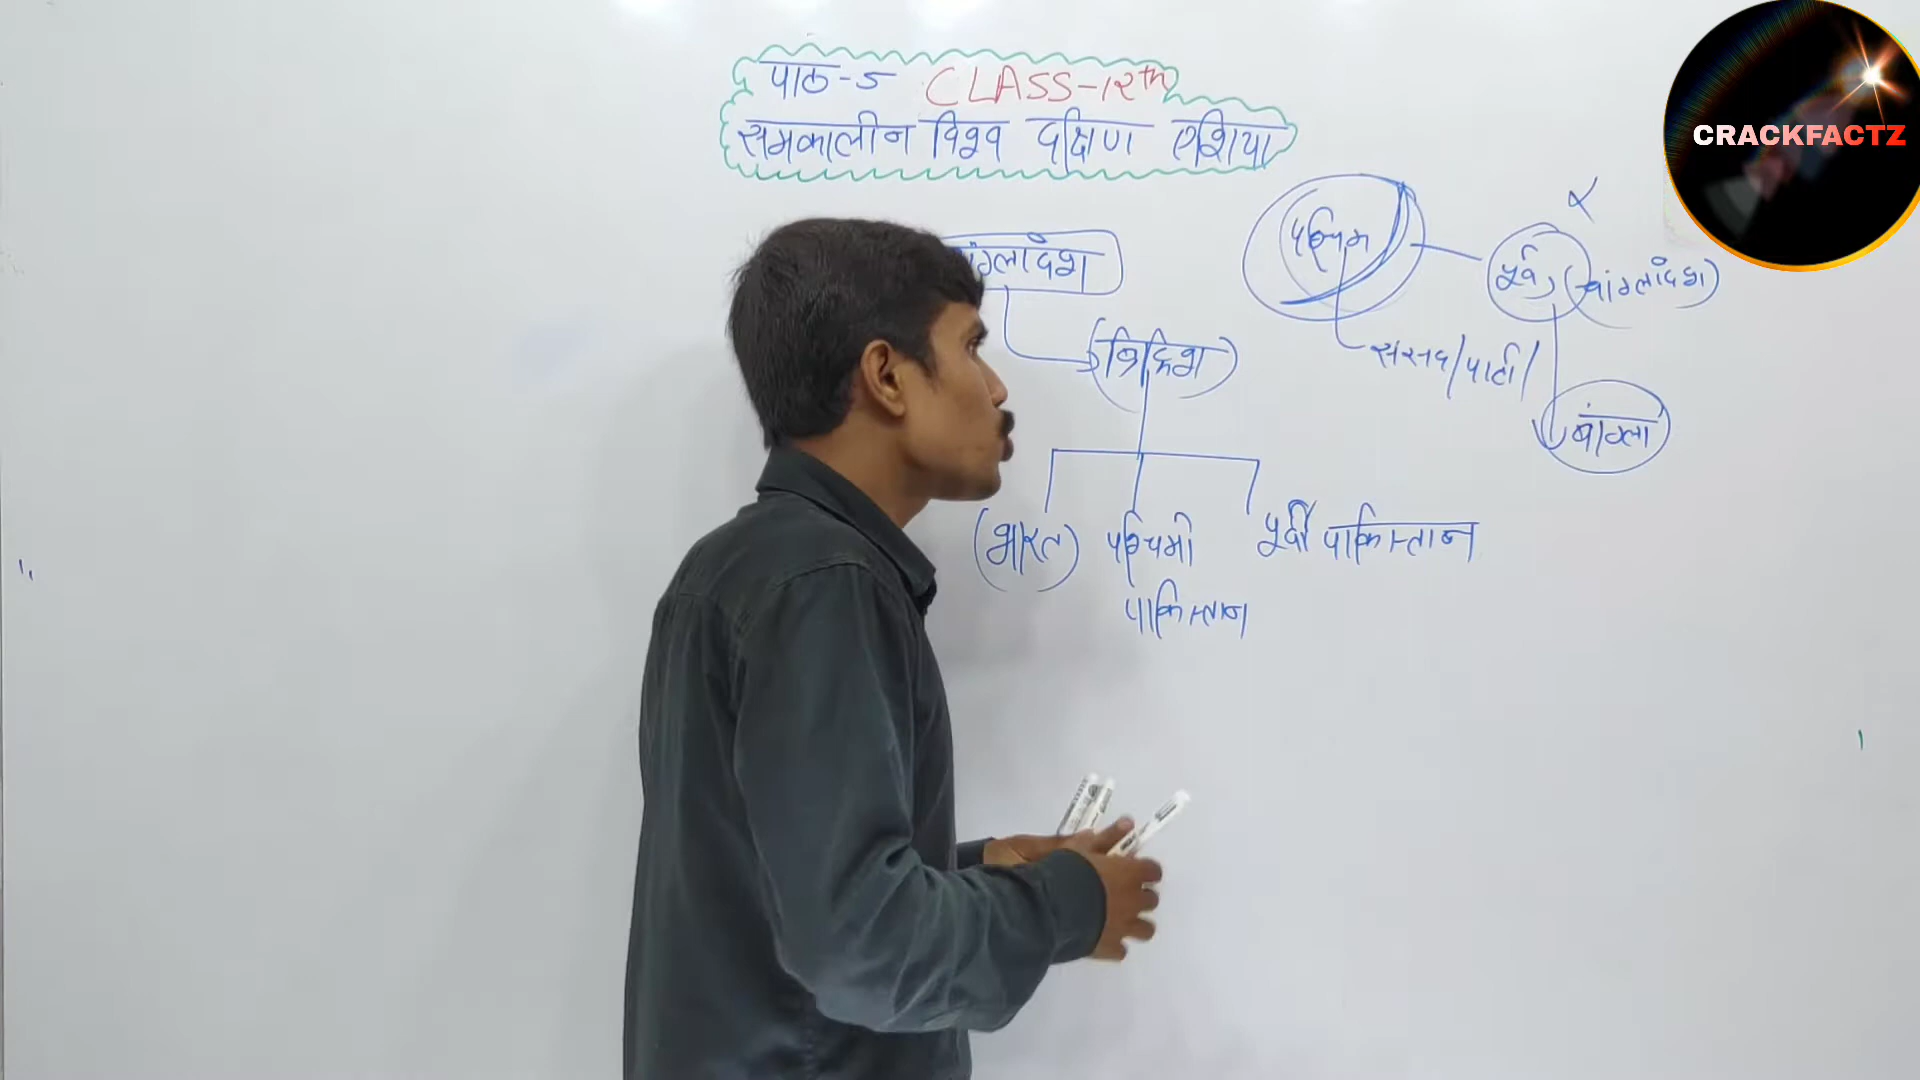 पाठ-5 CLASS-12th
समकालीन विश्व दक्षिण एशिया
CRACKFACTZ
बांग्लादेश
पश्चिम
पूर्व (बांग्लादेश)
ब्रिटिश
संसद/पार्टी/
बांग्ला
(भारत) पश्चिमी पूर्वी पाकिस्तान
पाकिस्तान